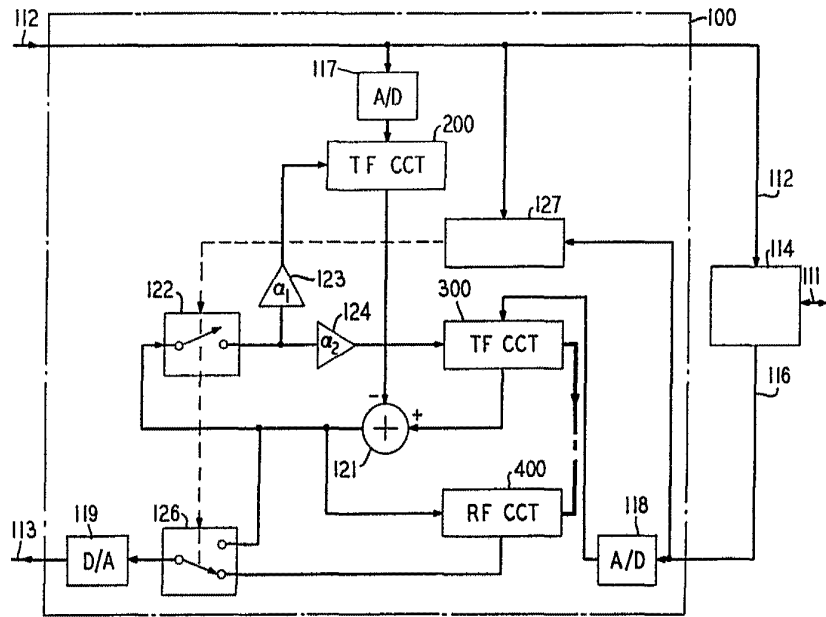 112
100
117
A/D
200
TF CCT
112
127
114
111
123
α1
122
124
α2
300
TF CCT
116
−
+
+
121
400
RF CCT
113
119
D/A
126
118
A/D